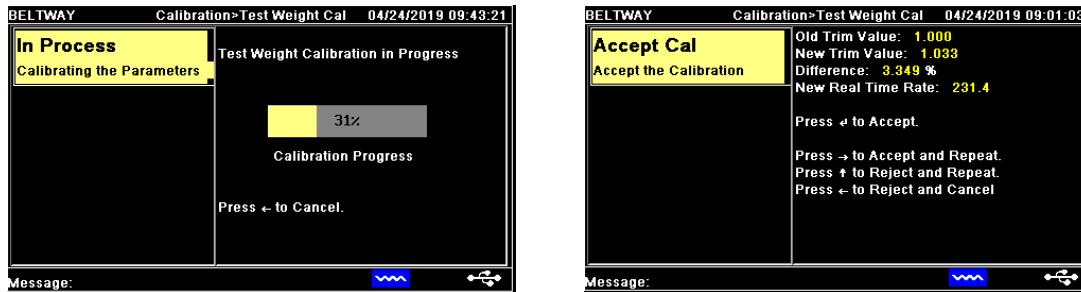 BELTWAY Calibration>Test Weight Cal 04/24/2019 09:43:21
In Process
Calibrating the Parameters
Test Weight Calibration in Progress
31%
Calibration Progress
Press ← to Cancel.
Message:
BELTWAY Calibration>Test Weight Cal 04/24/2019 09:01:03
Accept Cal
Accept the Calibration
Old Trim Value: 1.000
New Trim Value: 1.033
Difference: 3.349 %
New Real Time Rate: 231.4
Press ↵ to Accept.
Press → to Accept and Repeat.
Press ↑ to Reject and Repeat.
Press ← to Reject and Cancel
Message: